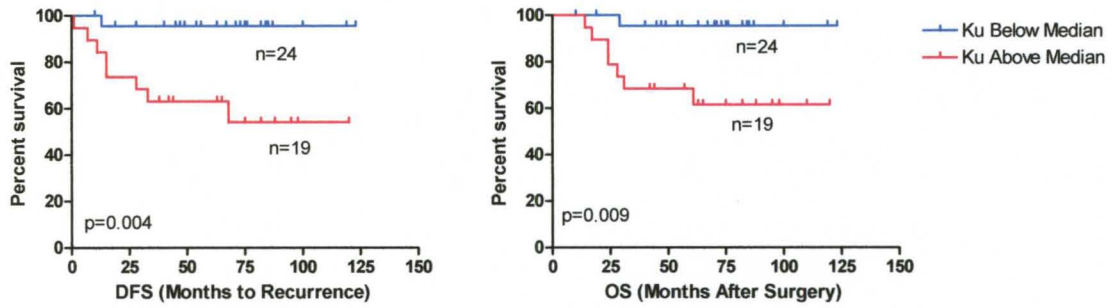 Percent survival
100
80
60
40
20
0
n=24
n=19
p=0.004
0 25 50 75 100 125 150
DFS (Months to Recurrence)
Percent survival
100
80
60
40
20
0
n=24
n=19
p=0.009
0 25 50 75 100 125 150
OS (Months After Surgery)
Ku Below Median
Ku Above Median